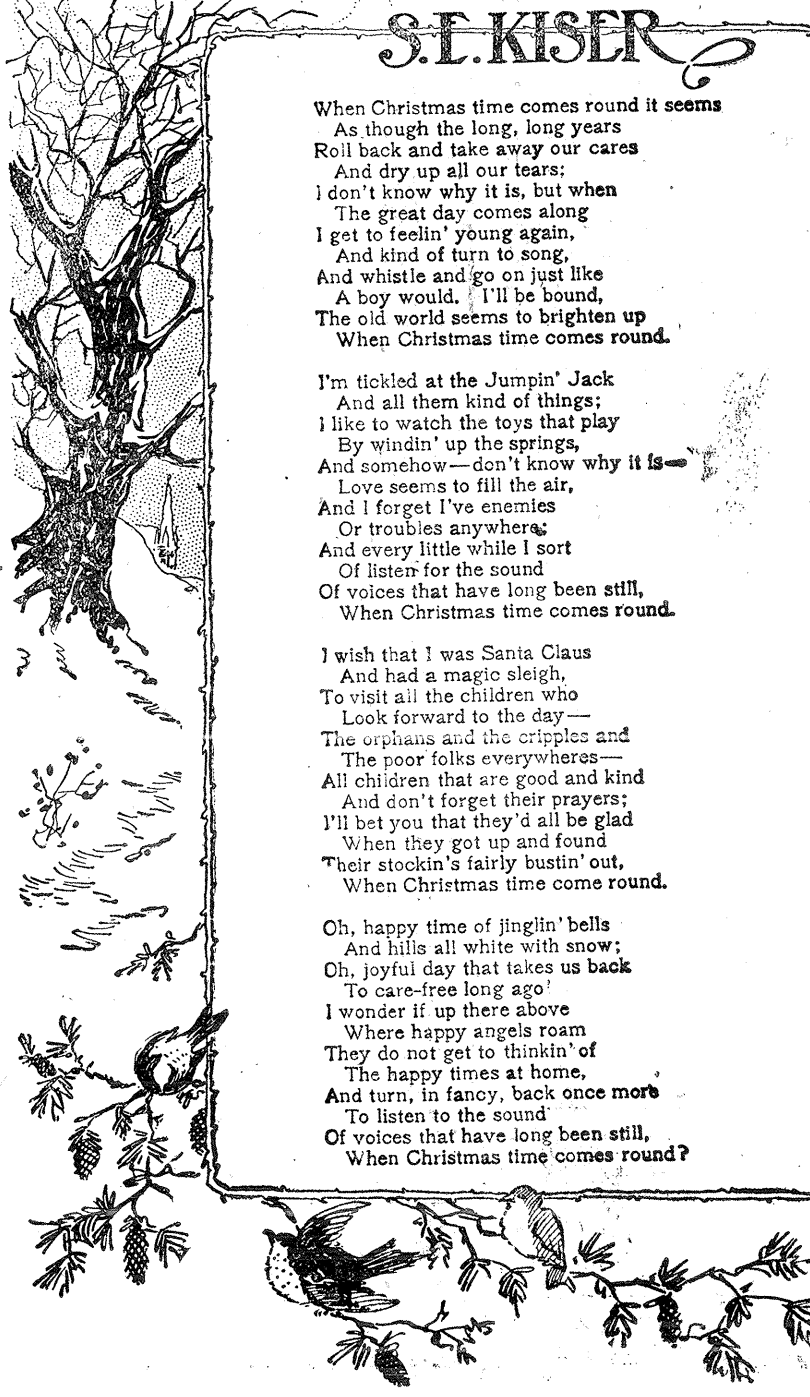 S.E. KISER
When Christmas time comes round it seems
As though the long, long years
Roll back and take away our cares
And dry up all our tears;
I don't know why it is, but when
The great day comes along
I get to feelin' young again,
And kind of turn to song,
And whistle and go on just like
A boy would. I'll be bound,
The old world seems to brighten up
When Christmas time comes round.
I'm tickled at the Jumpin' Jack
And all them kind of things;
I like to watch the toys that play
By windin' up the springs,
And somehow—don't know why it is—
Love seems to fill the air,
And I forget I've enemies
Or troubles anywhere;
And every little while I sort
Of listen for the sound
Of voices that have long been still,
When Christmas time comes round.
I wish that I was Santa Claus
And had a magic sleigh,
To visit all the children who
Look forward to the day—
The orphans and the cripples and
The poor folks everywheres—
All children that are good and kind
And don't forget their prayers;
I'll bet you that they'd all be glad
When they got up and found
Their stockin's fairly bustin' out,
When Christmas time come round.
Oh, happy time of jinglin' bells
And hills all white with snow;
Oh, joyful day that takes us back
To care-free long ago!
I wonder if up there above
Where happy angels roam
They do not get to thinkin' of
The happy times at home,
And turn, in fancy, back once more
To listen to the sound
Of voices that have long been still,
When Christmas time comes round?